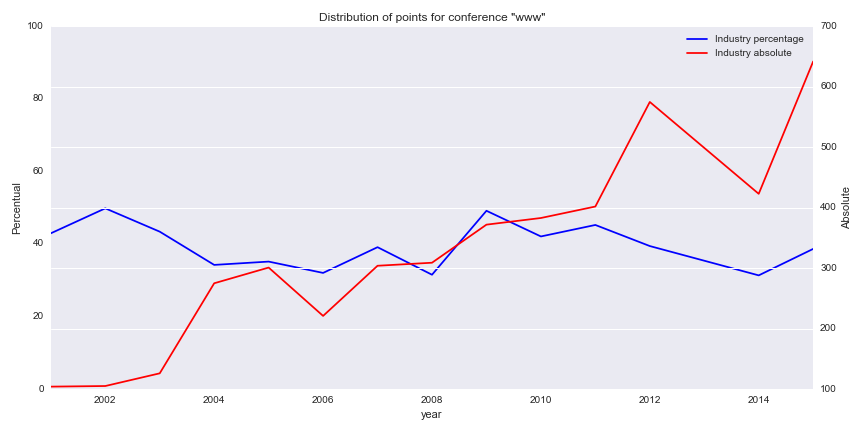 Distribution of points for conference "www"
Industry percentage
Industry absolute
100
80
60
40
20
0
Percentual
700
600
500
400
300
200
100
Absolute
2002 2004 2006 2008 2010 2012 2014
year